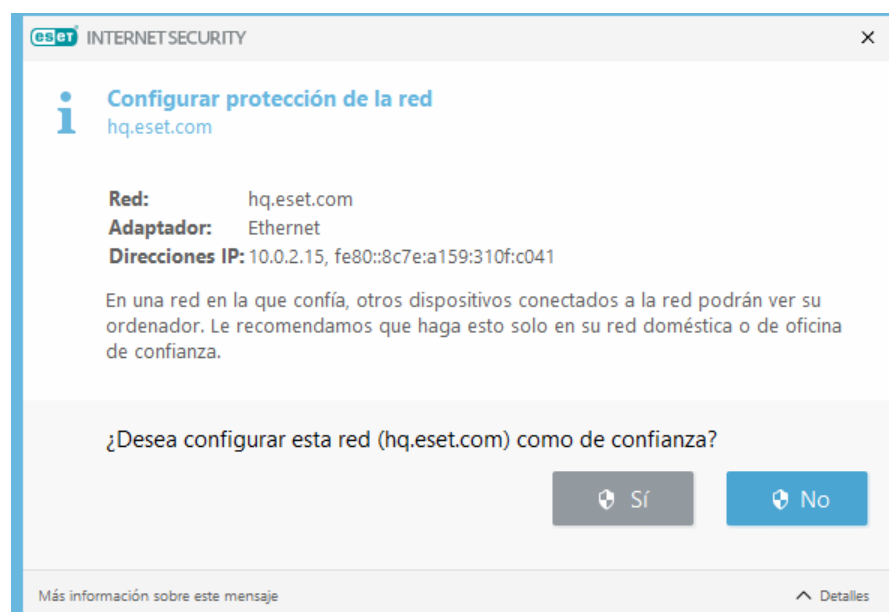 eset INTERNET SECURITY
Configurar protección de la red
hq.eset.com
Red: hq.eset.com
Adaptador: Ethernet
Direcciones IP: 10.0.2.15, fe80::8c7e:a159:310f:c041
En una red en la que confía, otros dispositivos conectados a la red podrán ver su
ordenador. Le recomendamos que haga esto solo en su red doméstica o de oficina
de confianza.
¿Desea configurar esta red (hq.eset.com) como de confianza?
Sí No
Más información sobre este mensaje Detalles